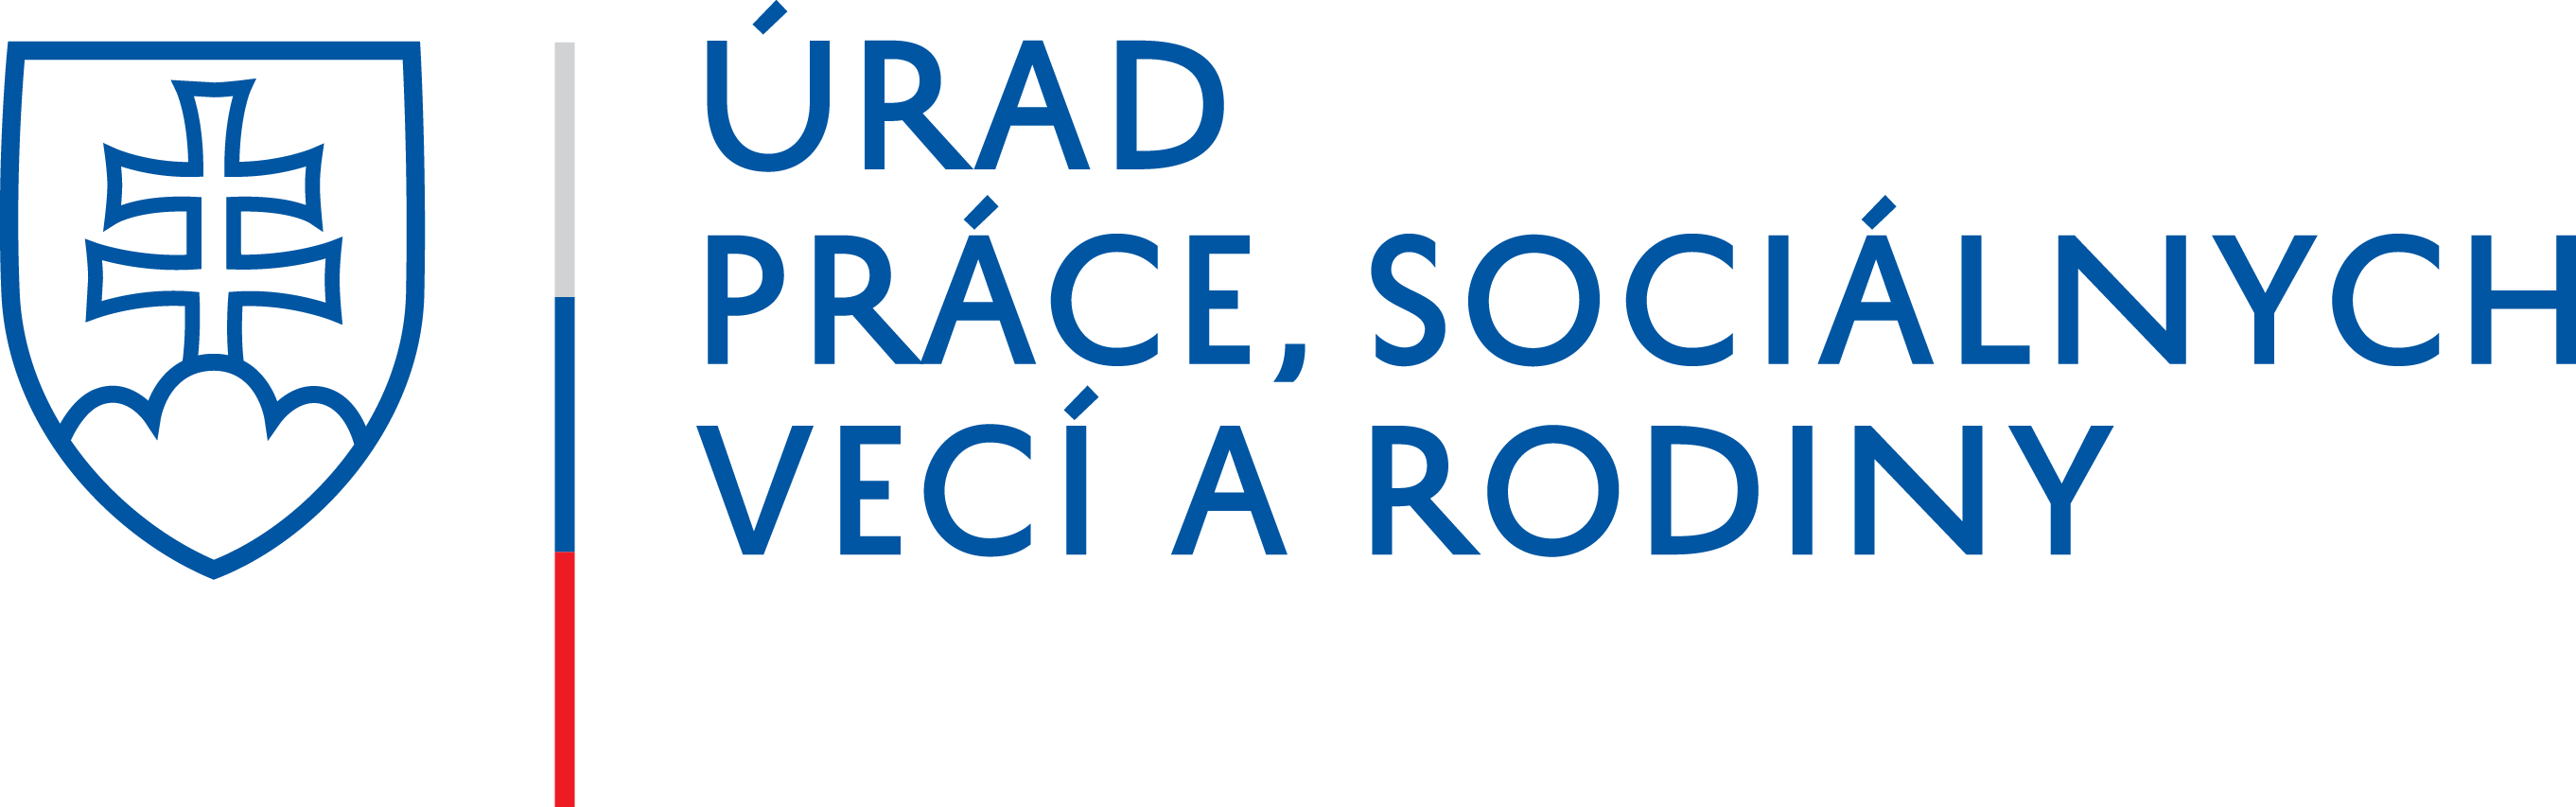 ÚRAD
PRÁCE, SOCIÁLNYCH
VECÍ A RODINY